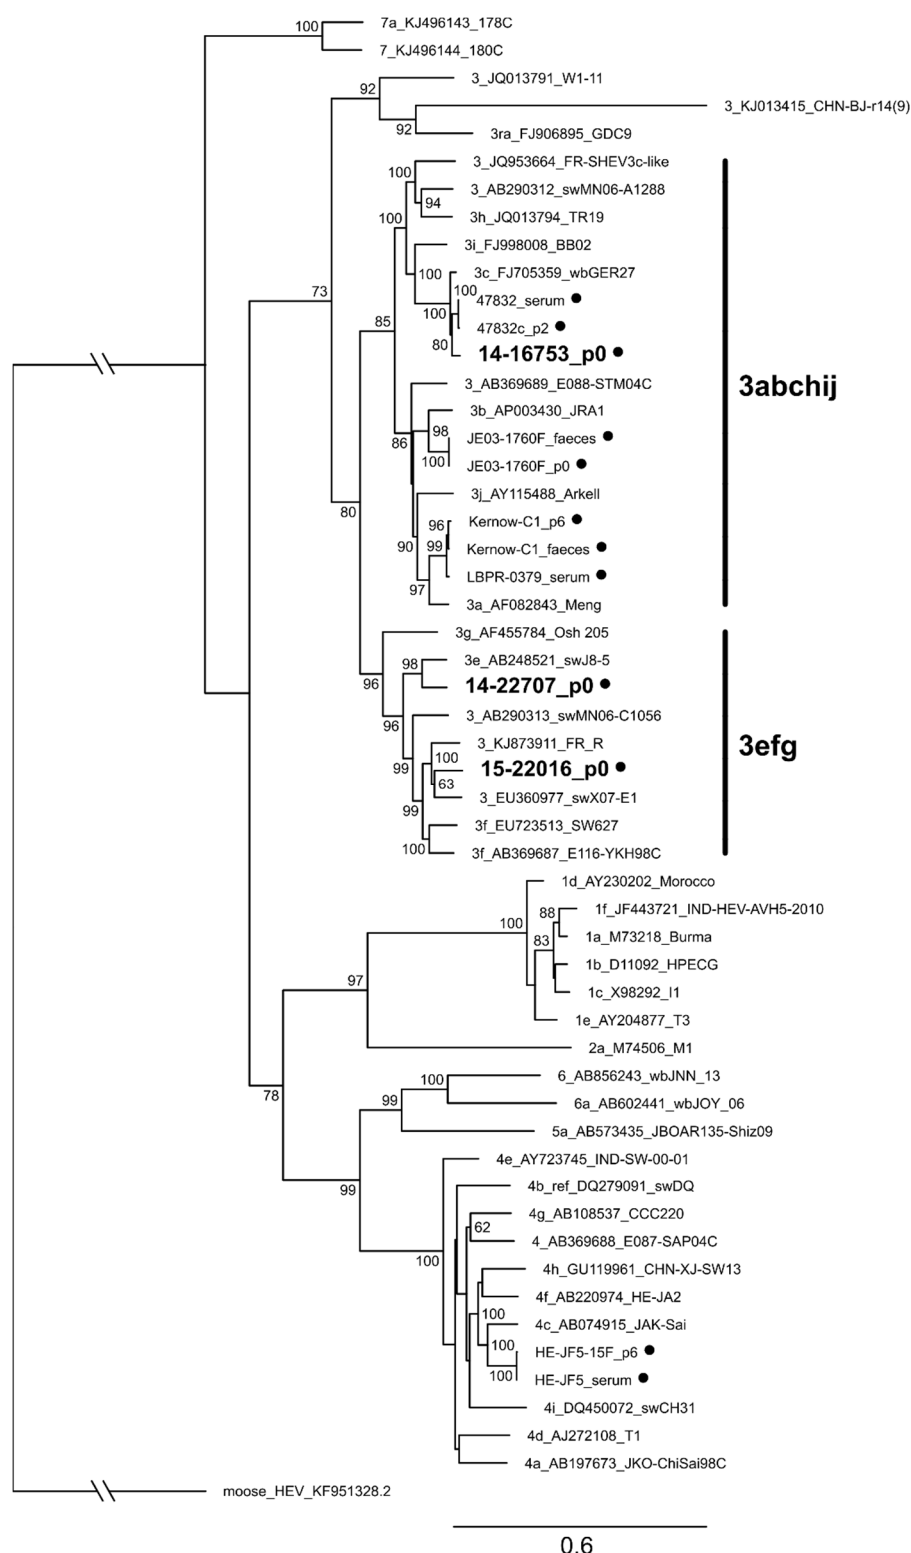 100
7a_KJ496143_178C
7_KJ496144_180C
3_JQ013791_W1-11
92
3_KJ013415_CHN-BJ-r14(9)
92
3ra_FJ906895_GDC9
3_JQ953664_FR-SHEV3c-like
100
3_AB290312_swMN06-A1288
94
3h_JQ013794_TR19
100
3i_FJ998008_BB02
100
3c_FJ705359_wbGER27
100
47832_serum
73
100
85
47832c_p2
80
14-16753_p0
3abchij
3_AB369689_E088-STM04C
3b_AP003430_JRA1
98
JE03-1760F_faeces
86
100
JE03-1760F_p0
3j_AY115488_Arkell
80
96
Kernow-C1_p6
90
99
Kernow-C1_faeces
LBPR-0379_serum
97
3a_AF082843_Meng
3g_AF455784_Osh 205
98
3e_AB248521_swJ8-5
96
14-22707_p0
3_AB290313_swMN06-C1056
96
3_KJ873911_FR_R
3efg
100
99
15-22016_p0
63
3_EU360977_swX07-E1
99
3f_EU723513_SW627
100
3f_AB369687_E116-YKH98C
1d_AY230202_Morocco
88
1f_JF443721_IND-HEV-AVH5-2010
100
1a_M73218_Burma
83
1b_D11092_HPECG
97
1c_X98292_I1
1e_AY204877_T3
2a_M74506_M1
100
6_AB856243_wbJNN_13
78
99
6a_AB602441_wbJOY_06
5a_AB573435_JBOAR135-Shiz09
4e_AY723745_IND-SW-00-01
99
4b_ref_DQ279091_swDQ
4g_AB108537_CCC220
62
4_AB369688_E087-SAP04C
100
4h_GU119961_CHN-XJ-SW13
4f_AB220974_HE-JA2
100
4c_AB074915_JAK-Sai
100
HE-JF5-15F_p6
100
HE-JF5_serum
4i_DQ450072_swCH31
4d_AJ272108_T1
4a_AB197673_JKO-ChiSai98C
moose_HEV_KF951328.2
0.6